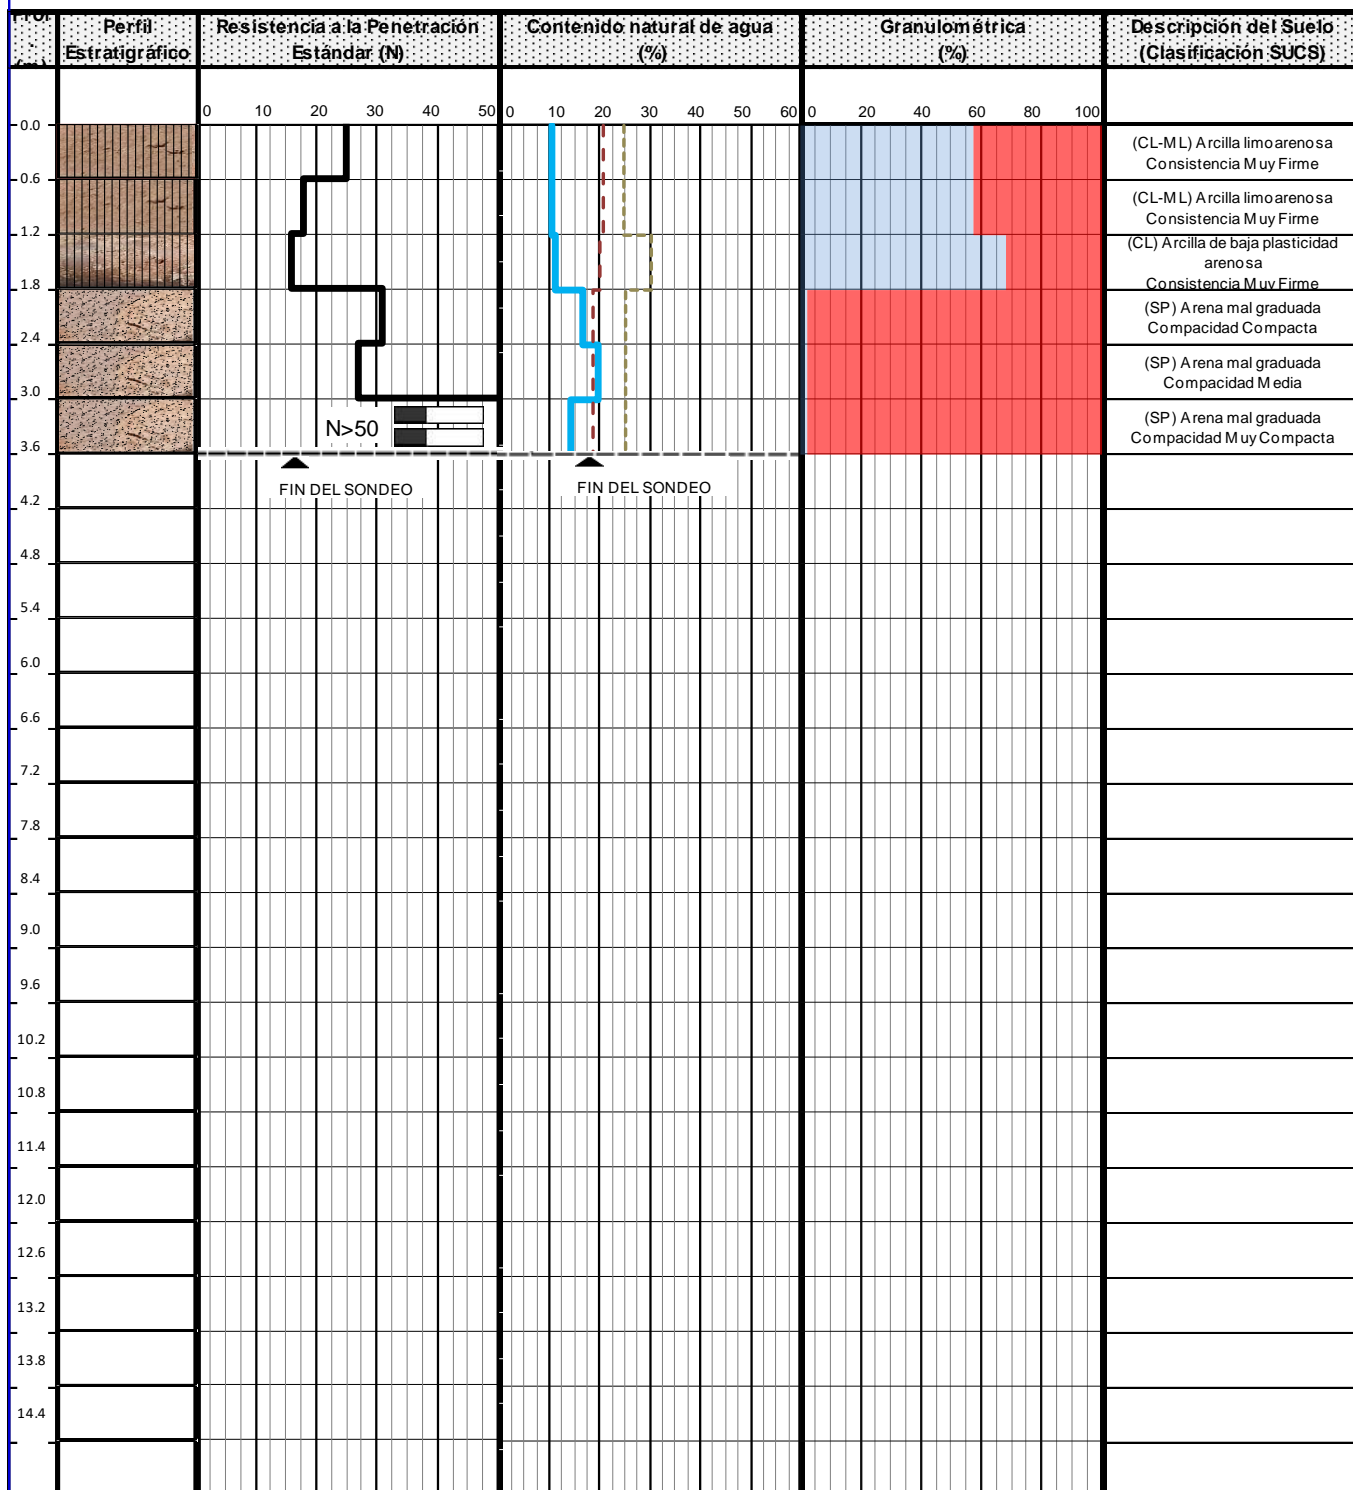 Perfil
Estratigráfico
Resistencia a la Penetración
Estándar (N)
Contenido natural de agua
(%)
Granulométrica
(%)
Descripción del Suelo
(Clasificación SUCS)
0 10 20 30 40 50
0 10 20 30 40 50 60
0 20 40 60 80 100
0.0
(CL-ML) Arcilla limoarenosa
Consistencia Muy Firme
0.6
(CL-ML) Arcilla limoarenosa
Consistencia Muy Firme
1.2
(CL) Arcilla de baja plasticidad
arenosa
Consistencia Muy Firme
1.8
(SP) Arena mal graduada
Compacidad Compacta
2.4
(SP) Arena mal graduada
Compacidad Media
3.0
(SP) Arena mal graduada
Compacidad Muy Compacta
N>50
3.6
FIN DEL SONDEO
FIN DEL SONDEO
4.2
4.8
5.4
6.0
6.6
7.2
7.8
8.4
9.0
9.6
10.2
10.8
11.4
12.0
12.6
13.2
13.8
14.4